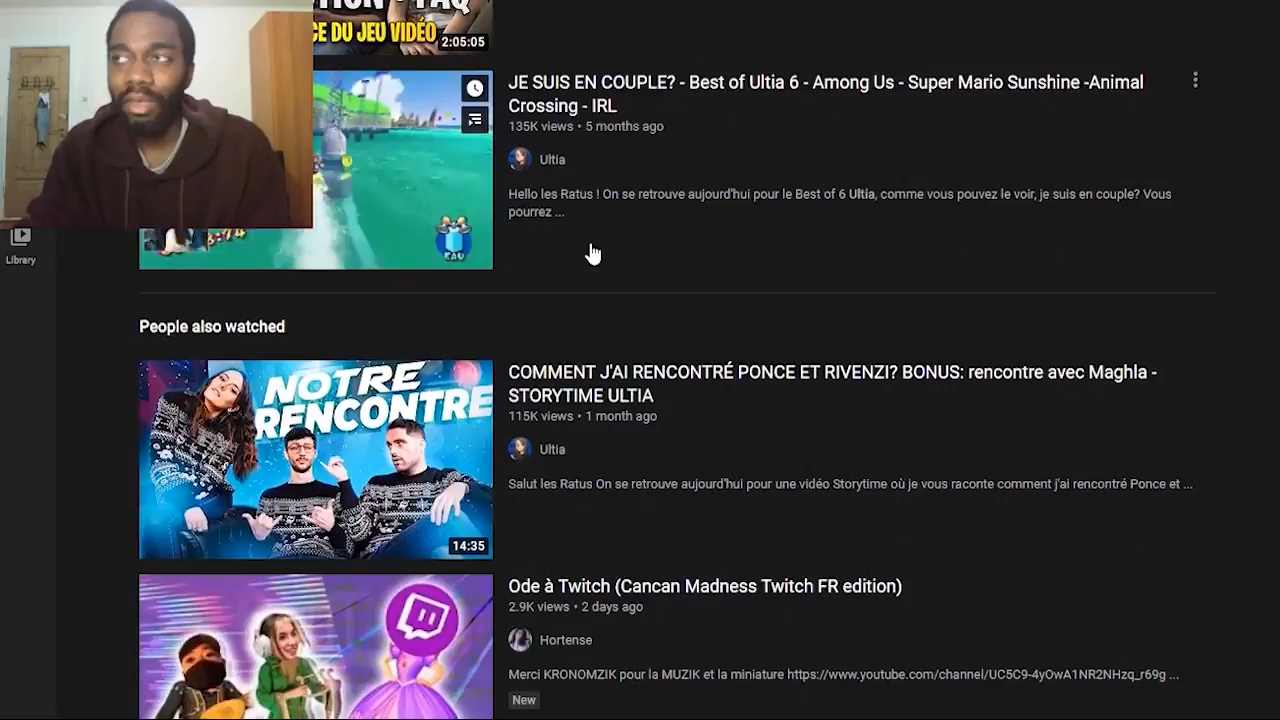 CE DU JEU VIDÉO
2:05:05
JE SUIS EN COUPLE? - Best of Ultia 6 - Among Us - Super Mario Sunshine -Animal
Crossing - IRL
135K views • 5 months ago
Ultia
Hello les Ratus ! On se retrouve aujourd'hui pour le Best of 6 Ultia, comme vous pouvez le voir, je suis en couple? Vous
pourrez ...
EAU
Library
People also watched
NOTRE
RENCONTRE
14:35
COMMENT J'AI RENCONTRÉ PONCE ET RIVENZI? BONUS: rencontre avec Maghla -
STORYTIME ULTIA
115K views • 1 month ago
Ultia
Salut les Ratus On se retrouve aujourd'hui pour une vidéo Storytime où je vous raconte comment j'ai rencontré Ponce et ...
Ode à Twitch (Cancan Madness Twitch FR edition)
2.9K views • 2 days ago
Hortense
Merci KRONOMZIK pour la MUZIK et la miniature https://www.youtube.com/channel/UC5C9-4yOwA1NR2NHzq_r69g ...
New